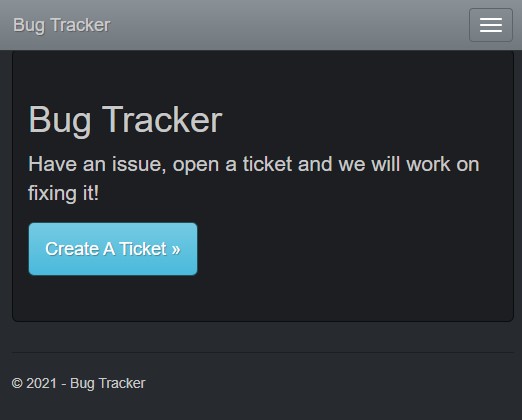 Bug Tracker
Bug Tracker
Have an issue, open a ticket and we will work on
fixing it!
Create A Ticket »
© 2021 - Bug Tracker